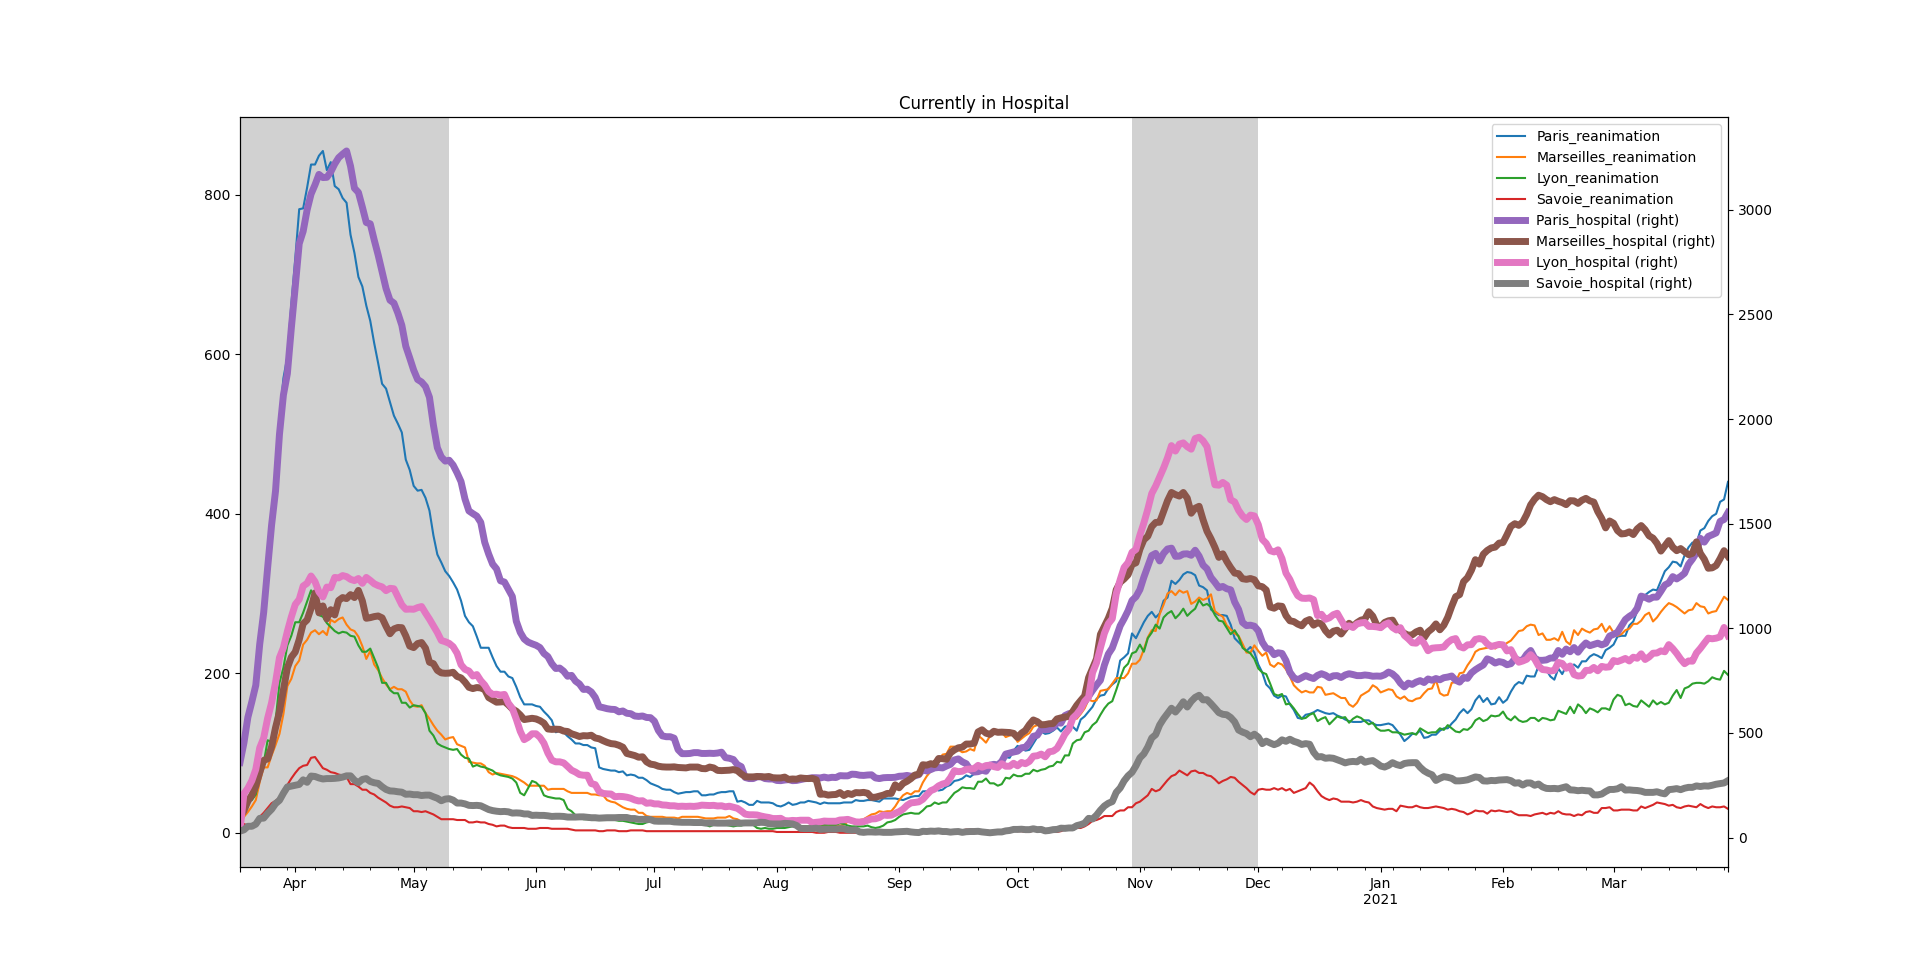 Currently in Hospital
Paris_reanimation
Marseilles_reanimation
Lyon_reanimation
Savoie_reanimation
Paris_hospital (right)
Marseilles_hospital (right)
Lyon_hospital (right)
Savoie_hospital (right)
800
600
400
200
0
3000
2500
2000
1500
1000
500
0
Apr May Jun Jul Aug Sep Oct Nov Dec Jan Feb Mar
2021